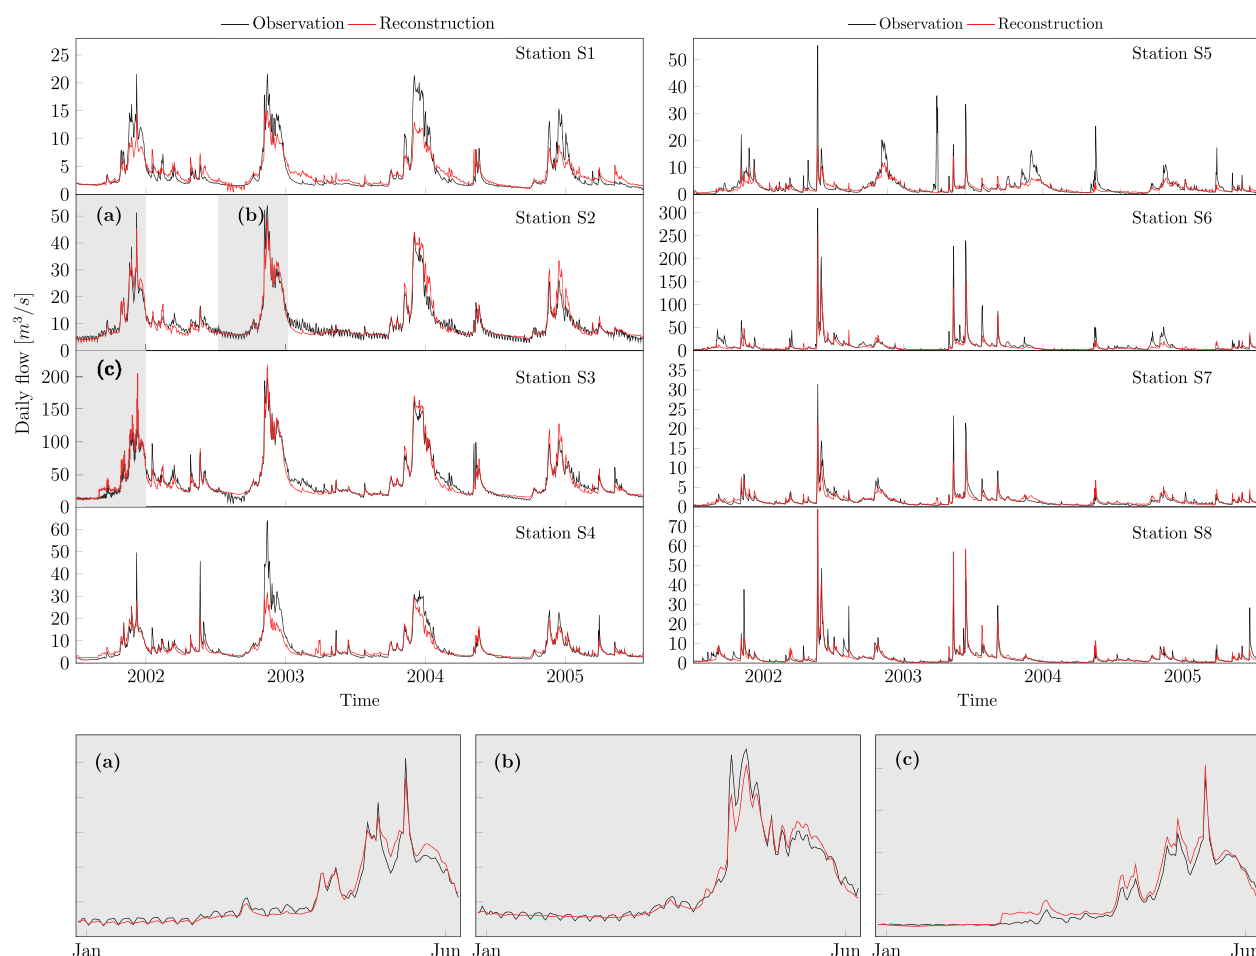 Observation Reconstruction
Observation Reconstruction
Daily flow [m³/s]
Station S1
25
20
15
10
5
0
(a)
(b)
Station S2
50
40
30
20
10
0
(c)
Station S3
200
150
100
50
0
Station S4
60
50
40
30
20
10
0
2002 2003 2004 2005
Time
Station S5
50
40
30
20
10
0
Station S6
300
250
200
150
100
50
0
Station S7
35
30
25
20
15
10
5
0
Station S8
70
60
50
40
30
20
10
0
2002 2003 2004 2005
Time
(a)
Jan Jun
(b)
Jan Jun
(c)
Jan Jun